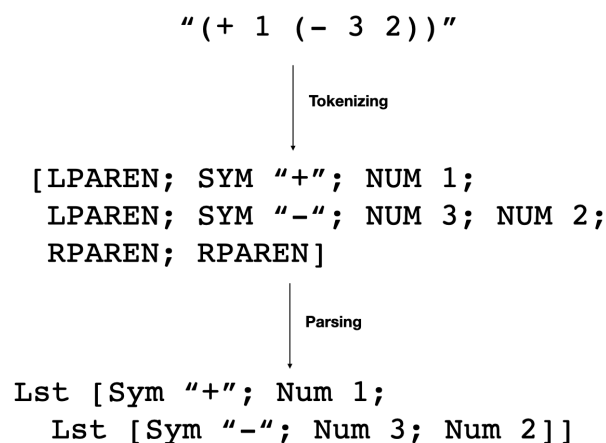 “(+ 1 (- 3 2))”
Tokenizing
[LPAREN; SYM “+”; NUM 1;
LPAREN; SYM “-“; NUM 3; NUM 2;
RPAREN; RPAREN]
Parsing
Lst [Sym “+”; Num 1;
Lst [Sym “-“; Num 3; Num 2]]